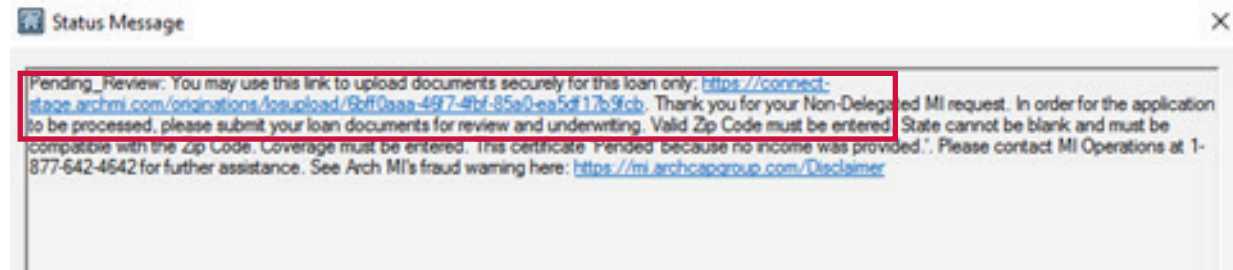 Status Message
Pending_Review: You may use this link to upload documents securely for this loan only: https://connect-
stage.archmi.com/originations/losupload/6bff0aaa-46f7-4fbf-85a0-ea5df17b9fcb. Thank you for your Non-Delegated MI request. In order for the application
to be processed, please submit your loan documents for review and underwriting. Valid Zip Code must be entered. State cannot be blank and must be
compatible with the Zip Code. Coverage must be entered. This certificate 'Pended' because no income was provided.'. Please contact MI Operations at 1-
877-642-4642 for further assistance. See Arch MI's fraud warning here: https://mi.archcapgroup.com/Disclaimer